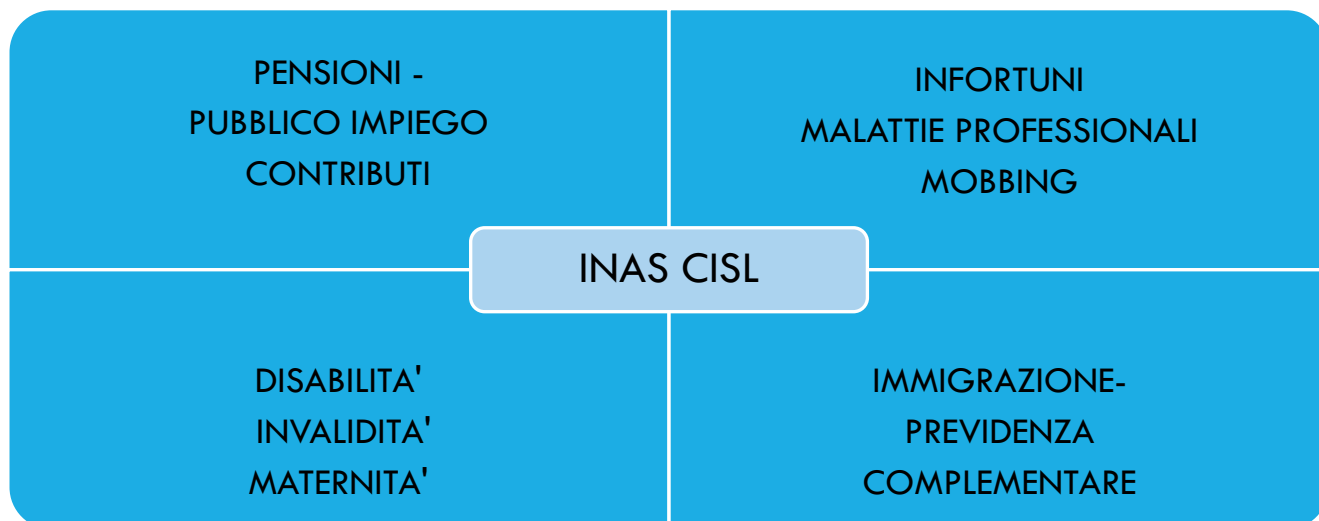 PENSIONI -
PUBBLICO IMPIEGO
CONTRIBUTI
INFORTUNI
MALATTIE PROFESSIONALI
MOBBING
INAS CISL
DISABILITA'
INVALIDITA'
MATERNITA'
IMMIGRAZIONE-
PREVIDENZA
COMPLEMENTARE